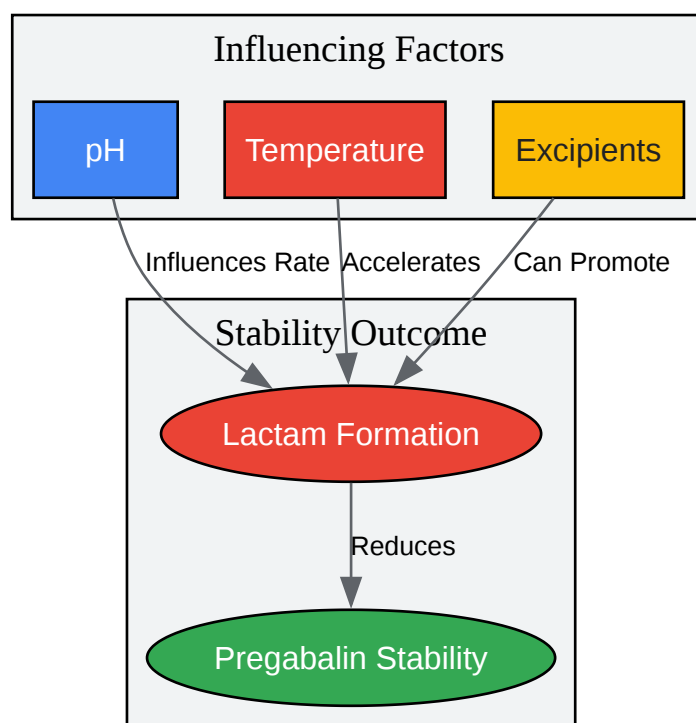 Influencing Factors
pH
Temperature
Excipients
Influences Rate
Accelerates
Can Promote
Stability Outcome
Lactam Formation
Reduces
Pregabalin Stability